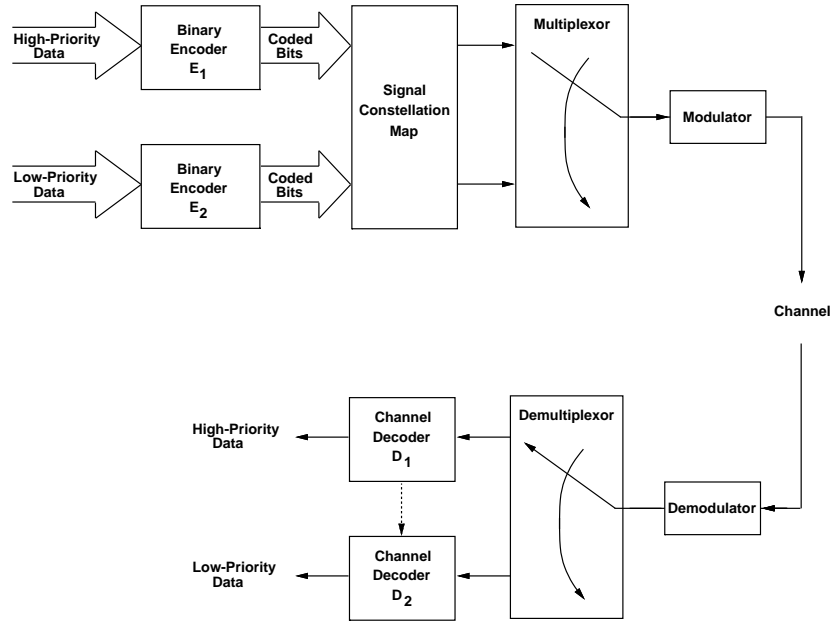 High-Priority
Data
Binary
Encoder
E1
Coded
Bits
Signal
Constellation
Map
Multiplexor
Modulator
Low-Priority
Data
Binary
Encoder
E2
Coded
Bits
Channel
High-Priority
Data
Channel
Decoder
D1
Demultiplexor
Demodulator
Low-Priority
Data
Channel
Decoder
D2